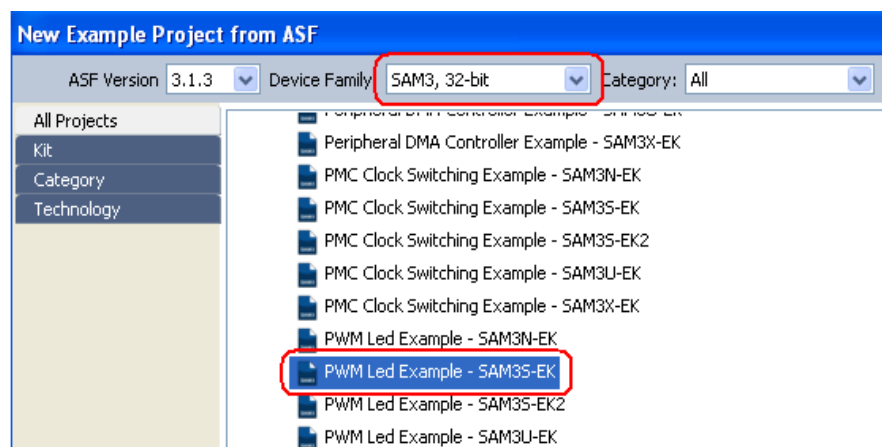 New Example Project from ASF
ASF Version 3.1.3 Device Family SAM3, 32-bit Category: All
All Projects
Kit
Category
Technology
Peripheral DMA Controller Example - SAM3X-EK
PMC Clock Switching Example - SAM3N-EK
PMC Clock Switching Example - SAM3S-EK
PMC Clock Switching Example - SAM3S-EK2
PMC Clock Switching Example - SAM3U-EK
PMC Clock Switching Example - SAM3X-EK
PWM Led Example - SAM3N-EK
PWM Led Example - SAM3S-EK
PWM Led Example - SAM3S-EK2
PWM Led Example - SAM3U-EK